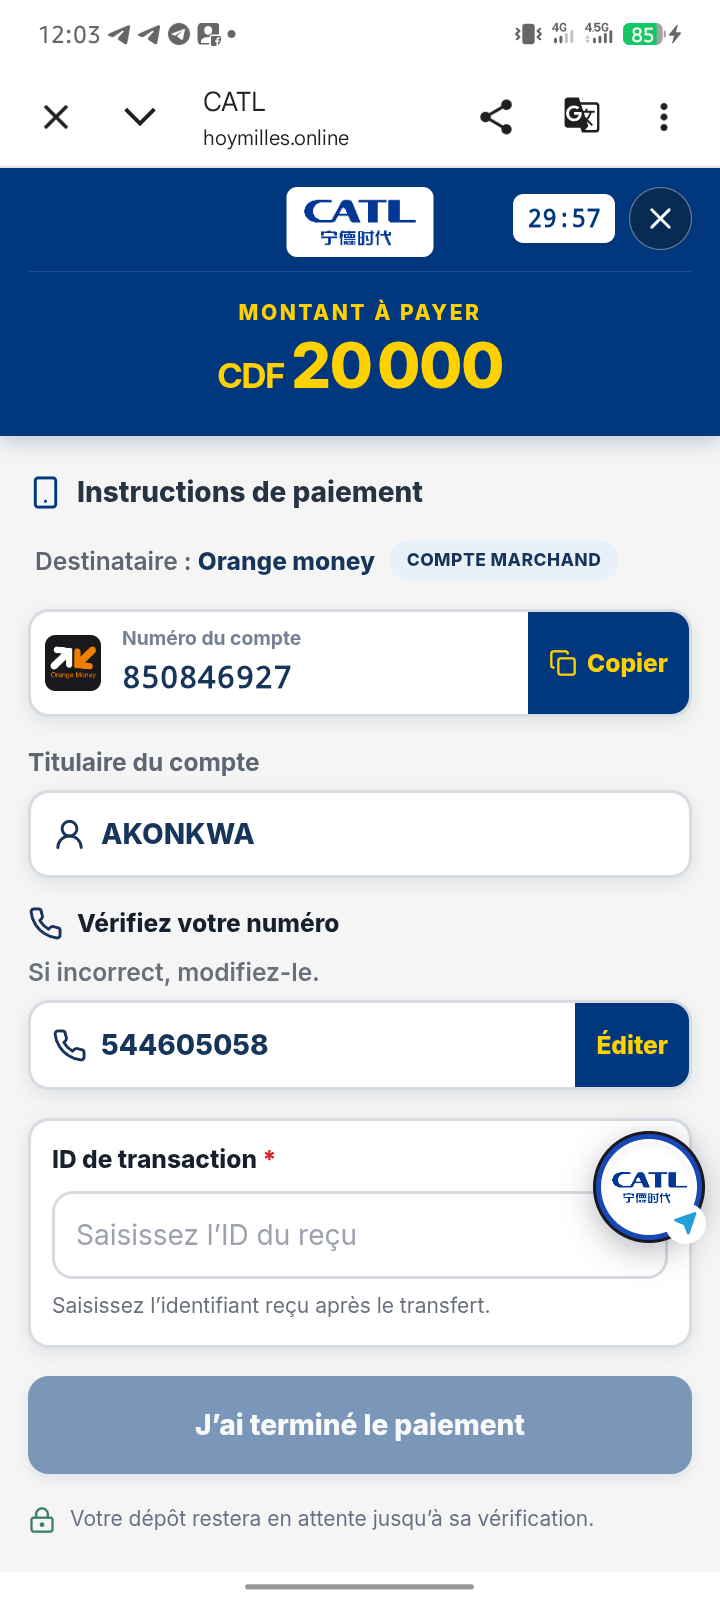 12:03
4G
4.5G
85
CATL
hoymilles.online
CATL
宁德时代
29:57
MONTANT À PAYER
CDF 20 000
Instructions de paiement
Destinataire : Orange money COMPTE MARCHAND
Numéro du compte
Orange Money
850846927
Copier
Titulaire du compte
AKONKWA
Vérifiez votre numéro
Si incorrect, modifiez-le.
544605058
Éditer
ID de transaction *
CATL
宁德时代
Saisissez l’ID du reçu
Saisissez l’identifiant reçu après le transfert.
J’ai terminé le paiement
Votre dépôt restera en attente jusqu’à sa vérification.